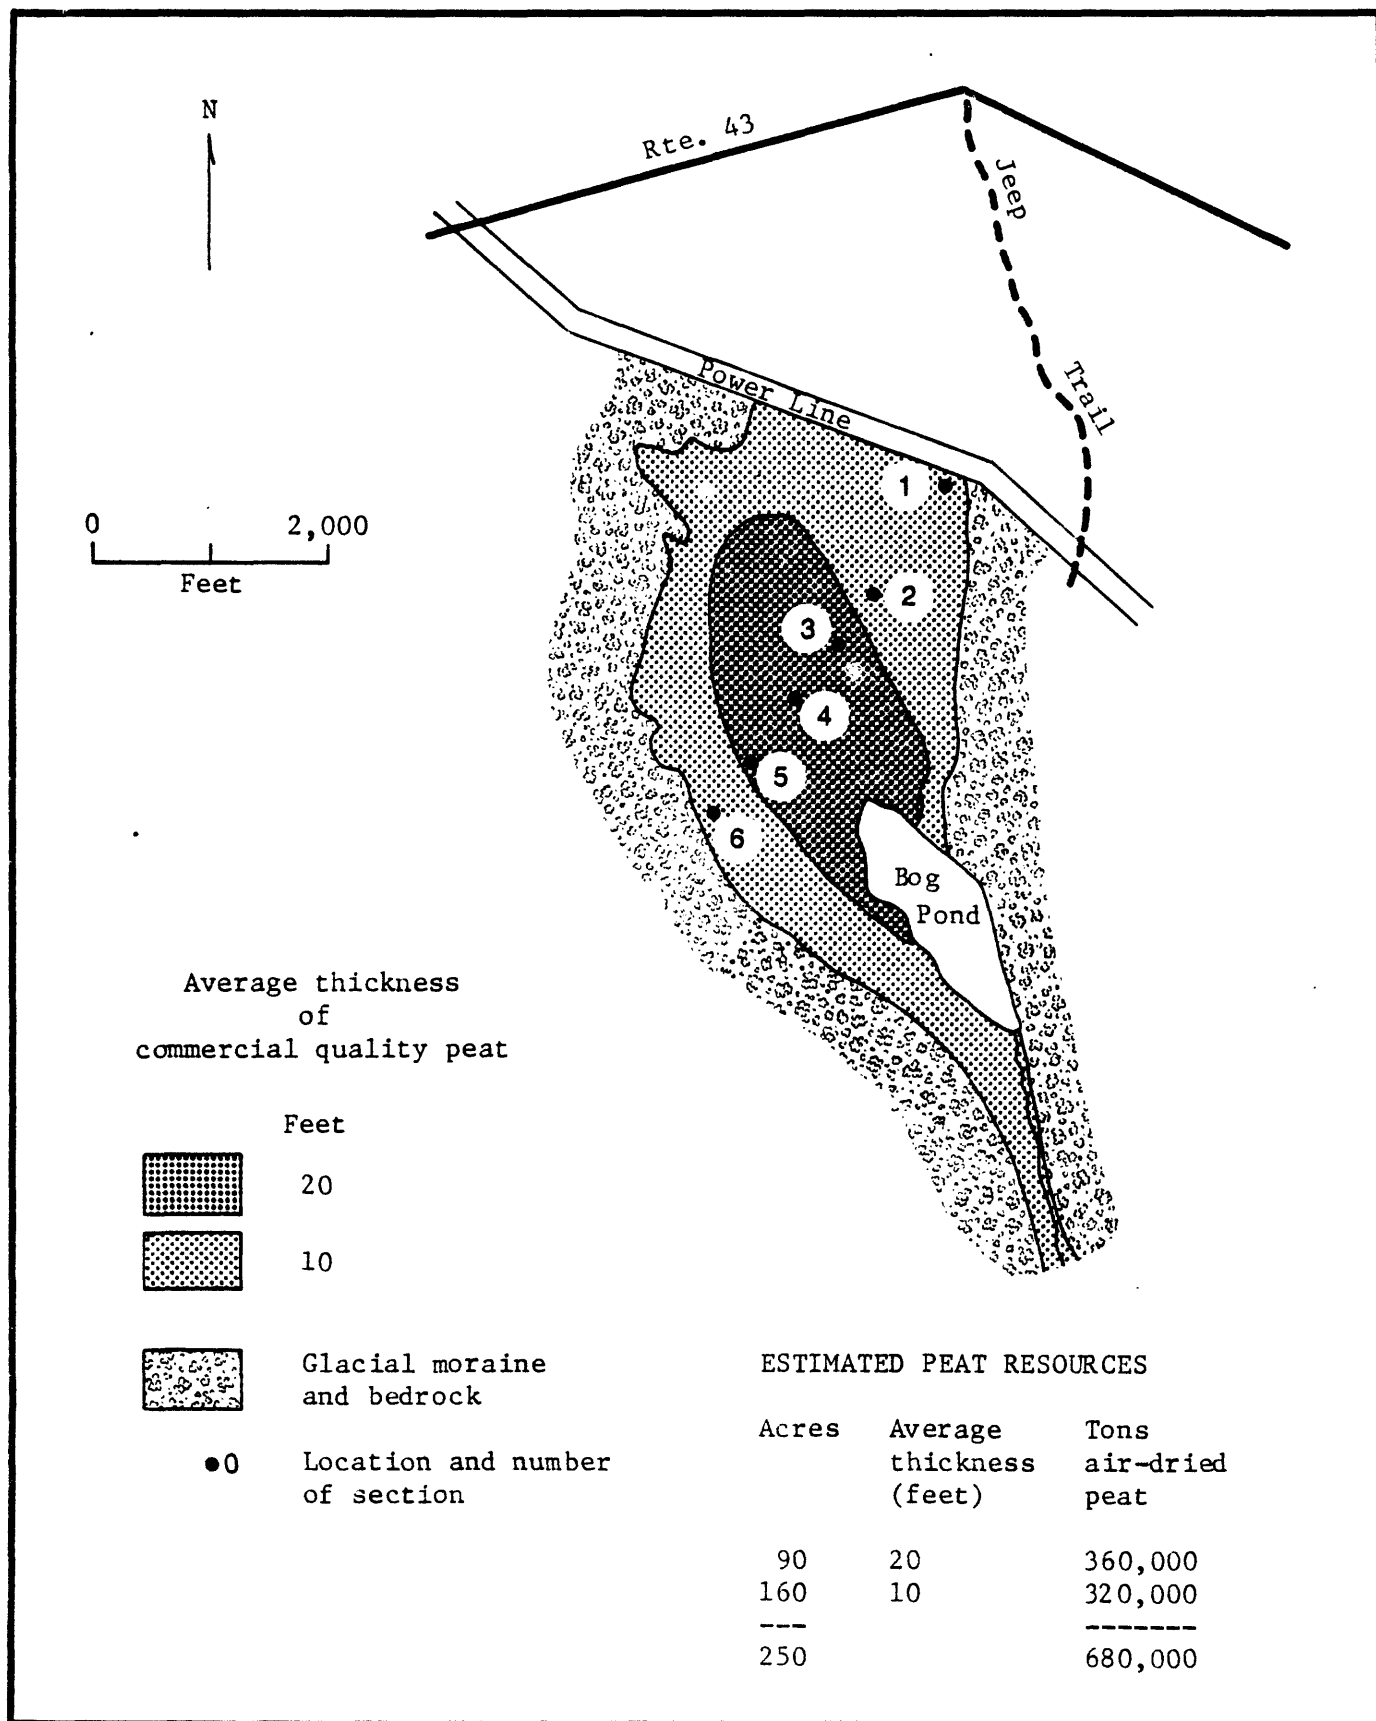 N
Rte. 43
Jeep
Trail
Power Line
0 2,000
Feet
1
2
3
4
5
6
Bog
Pond
Average thickness
of
commercial quality peat
Feet
20
10
Glacial moraine
and bedrock
0 Location and number
of section
ESTIMATED PEAT RESOURCES
Acres Average Tons
thickness air-dried
(feet) peat
90 20 360,000
160 10 320,000
--- -------
250 680,000